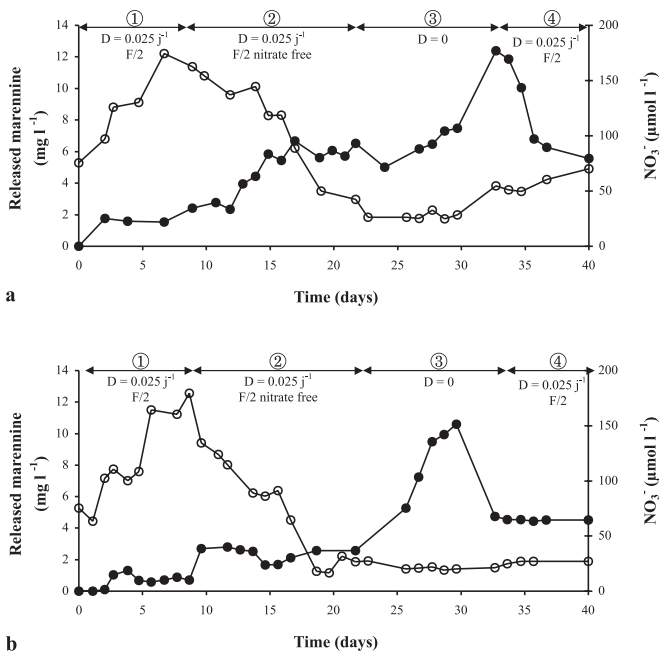 ① ② ③ ④
D = 0.025 j⁻¹ D = 0.025 j⁻¹ D = 0 D = 0.025 j⁻¹
F/2 F/2 nitrate free F/2
Released marennine
(mg l⁻¹)
14
12
10
8
6
4
2
0
200
150
100
50
0
NO₃⁻ (µmol l⁻¹)
0 5 10 15 20 25 30 35 40
Time (days)
a
① ② ③ ④
D = 0.025 j⁻¹ D = 0.025 j⁻¹ D = 0 D = 0.025 j⁻¹
F/2 F/2 nitrate free F/2
Released marennine
(mg l⁻¹)
14
12
10
8
6
4
2
0
200
150
100
50
0
NO₃⁻ (µmol l⁻¹)
0 5 10 15 20 25 30 35 40
Time (days)
b